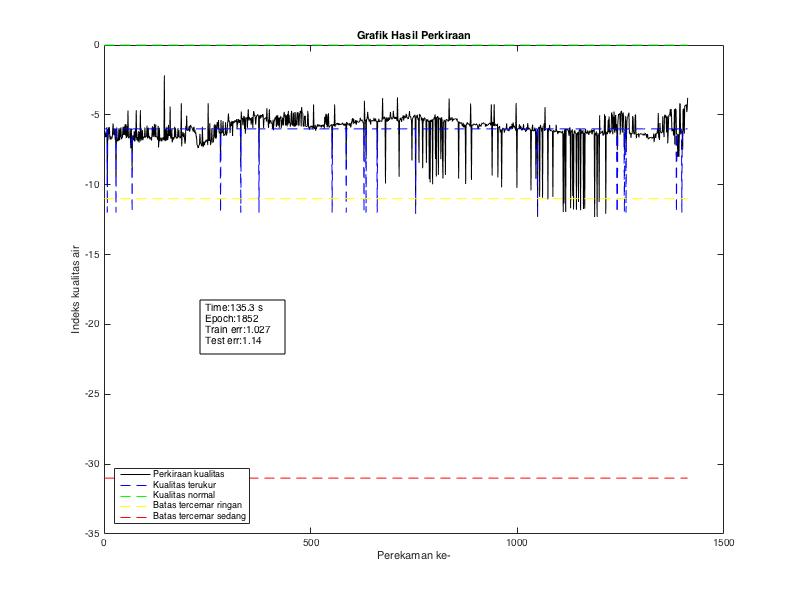 Grafik Hasil Perkiraan
0
-5
-10
-15
-20
-25
-30
-35
Indeks kualitas air
Time:135.3 s
Epoch:1852
Train err:1.027
Test err:1.14
Perkiraan kualitas
Kualitas terukur
Kualitas normal
Batas tercemar ringan
Batas tercemar sedang
0
500
1000
1500
Perekaman ke-